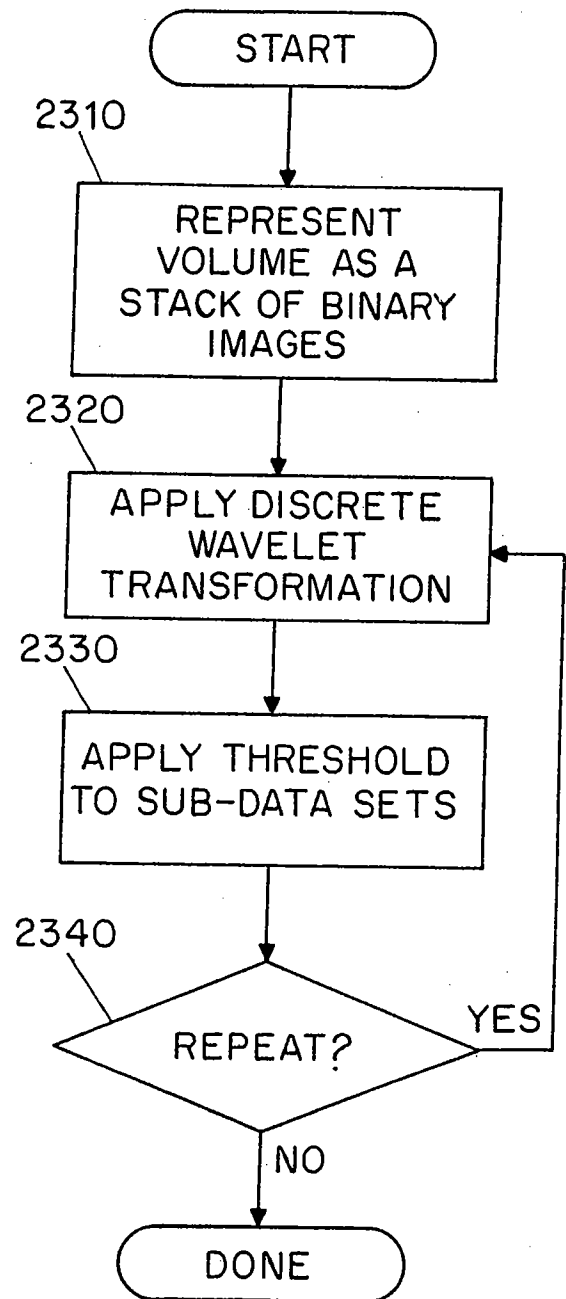 START
2310
REPRESENT
VOLUME AS A
STACK OF BINARY
IMAGES
2320
APPLY DISCRETE
WAVELET
TRANSFORMATION
2330
APPLY THRESHOLD
TO SUB-DATA SETS
2340
REPEAT?
YES
NO
DONE